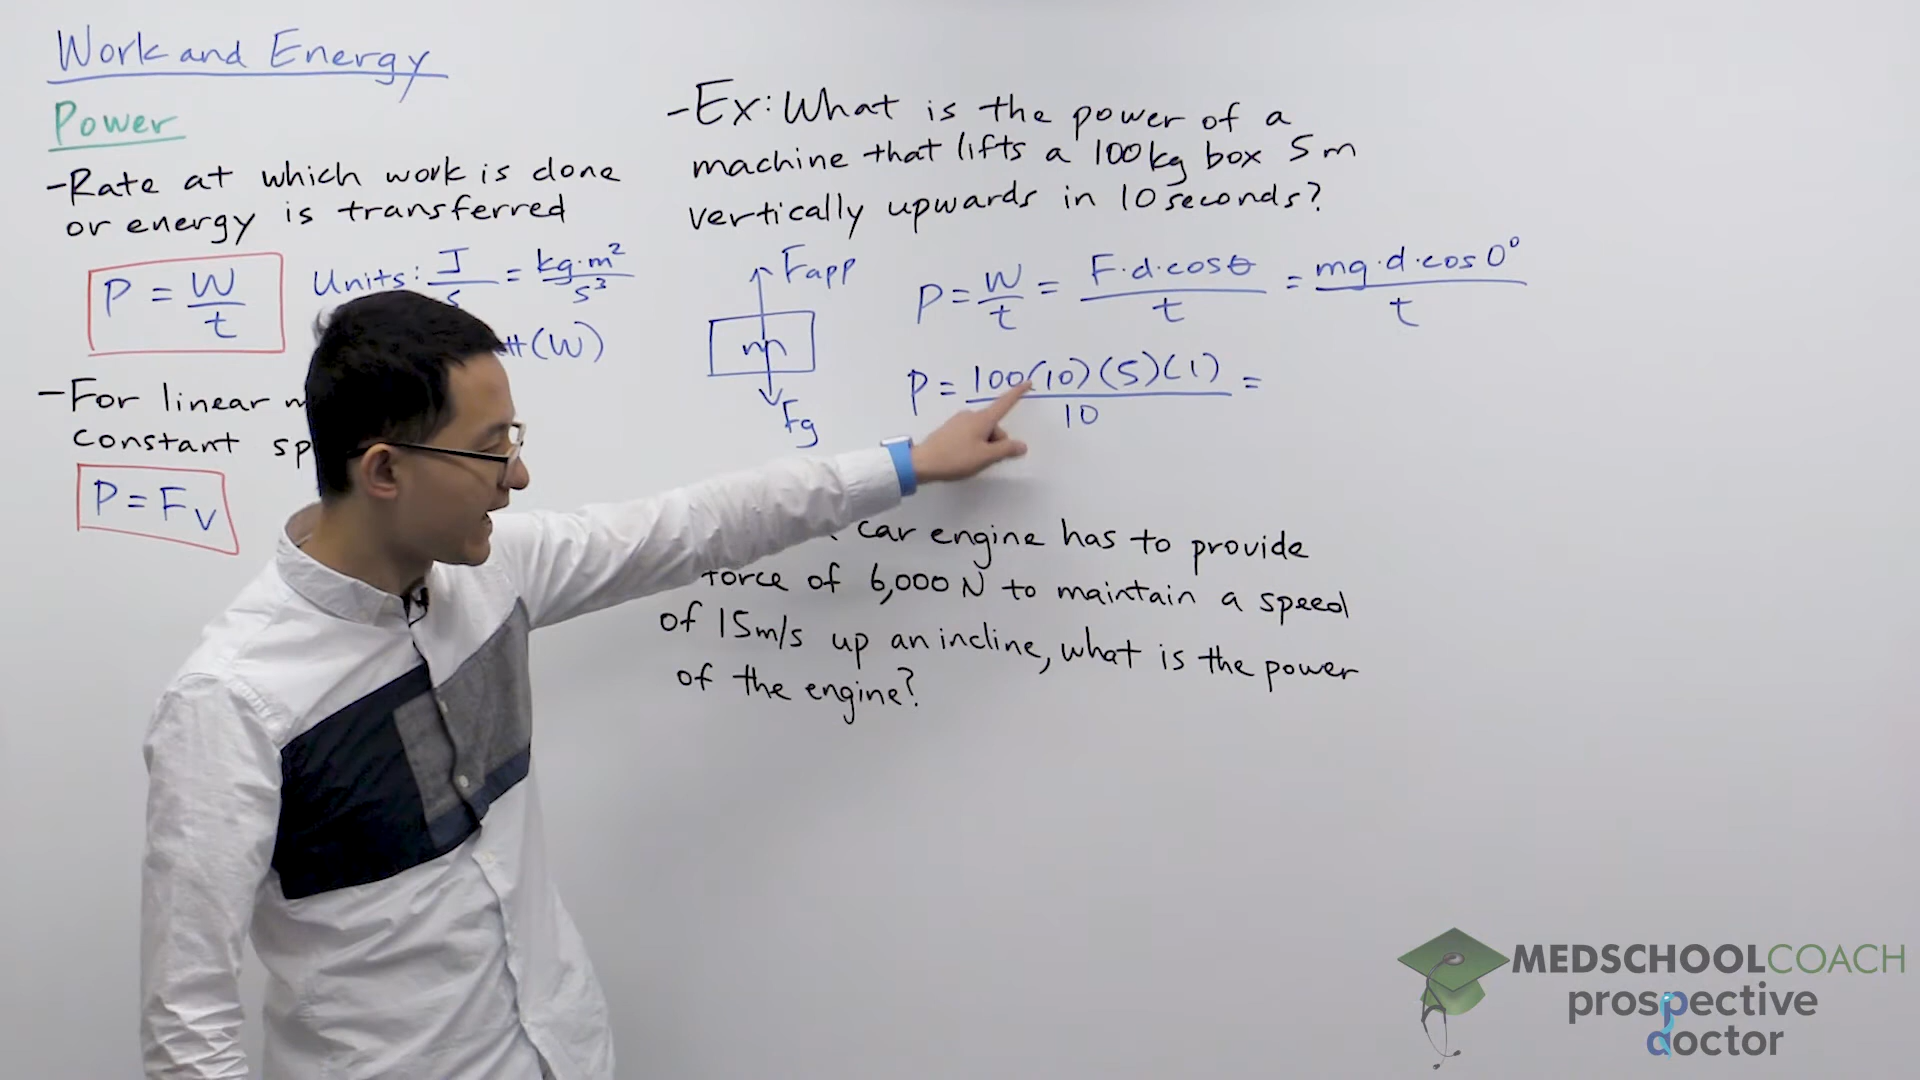 Work and Energy
Power
-Rate at which work is done
or energy is transferred
P = W/t
Units: J/s = kg·m²/s³
(W)
-For linear
constant
P = Fv
-Ex: What is the power of a
machine that lifts a 100kg box 5m
vertically upwards in 10 seconds?
Fapp
m
Fg
P = W/t = F·d·cosθ/t = mg·d·cos0°/t
P = 100(10)(5)(1)/10 =
car engine has to provide
force of 6,000 N to maintain a speed
of 15m/s up an incline, what is the power
of the engine?
MEDSCHOOLCOACH
prospective
doctor